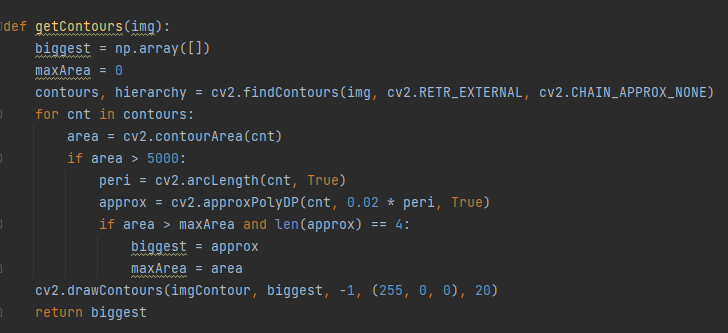 def getContours(img):
    biggest = np.array([])
    maxArea = 0
    contours, hierarchy = cv2.findContours(img, cv2.RETR_EXTERNAL, cv2.CHAIN_APPROX_NONE)
    for cnt in contours:
        area = cv2.contourArea(cnt)
        if area > 5000:
            peri = cv2.arcLength(cnt, True)
            approx = cv2.approxPolyDP(cnt, 0.02 * peri, True)
            if area > maxArea and len(approx) == 4:
                biggest = approx
                maxArea = area
    cv2.drawContours(imgContour, biggest, -1, (255, 0, 0), 20)
    return biggest